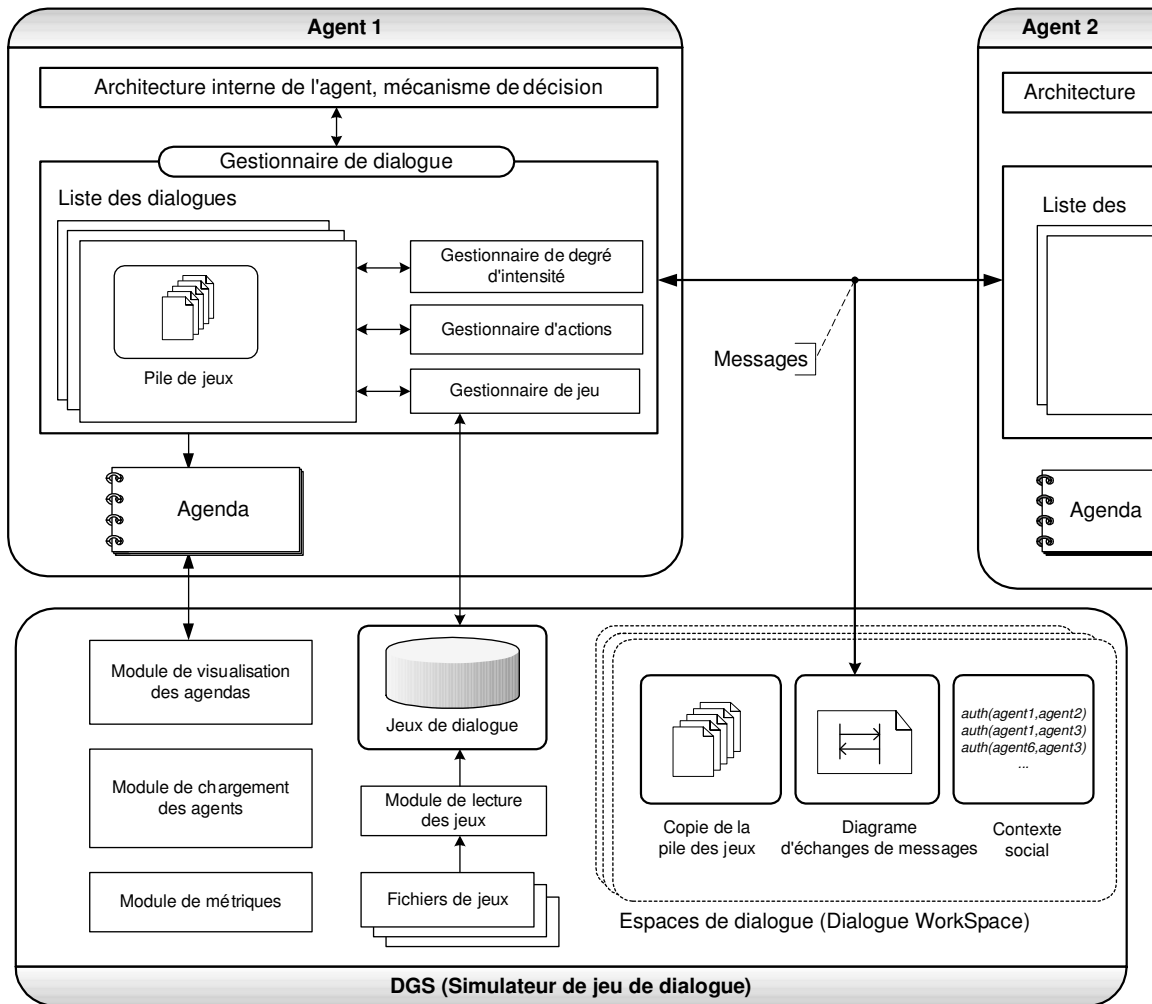 Agent 1
Architecture interne de l'agent, mécanisme de décision
Gestionnaire de dialogue
Liste des dialogues
Pile de jeux
Gestionnaire de degré
d'intensité
Gestionnaire d'actions
Gestionnaire de jeu
Agenda
Messages
Agent 2
Architecture
Liste des
Agenda
Module de visualisation
des agendas
Module de chargement
des agents
Module de métriques
Jeux de dialogue
Module de lecture
des jeux
Fichiers de jeux
Copie de la
pile des jeux
Diagrame
d'échanges de messages
auth(agent1,agent2)
auth(agent1,agent3)
auth(agent6,agent3)
...
Contexte
social
Espaces de dialogue (Dialogue WorkSpace)
DGS (Simulateur de jeu de dialogue)